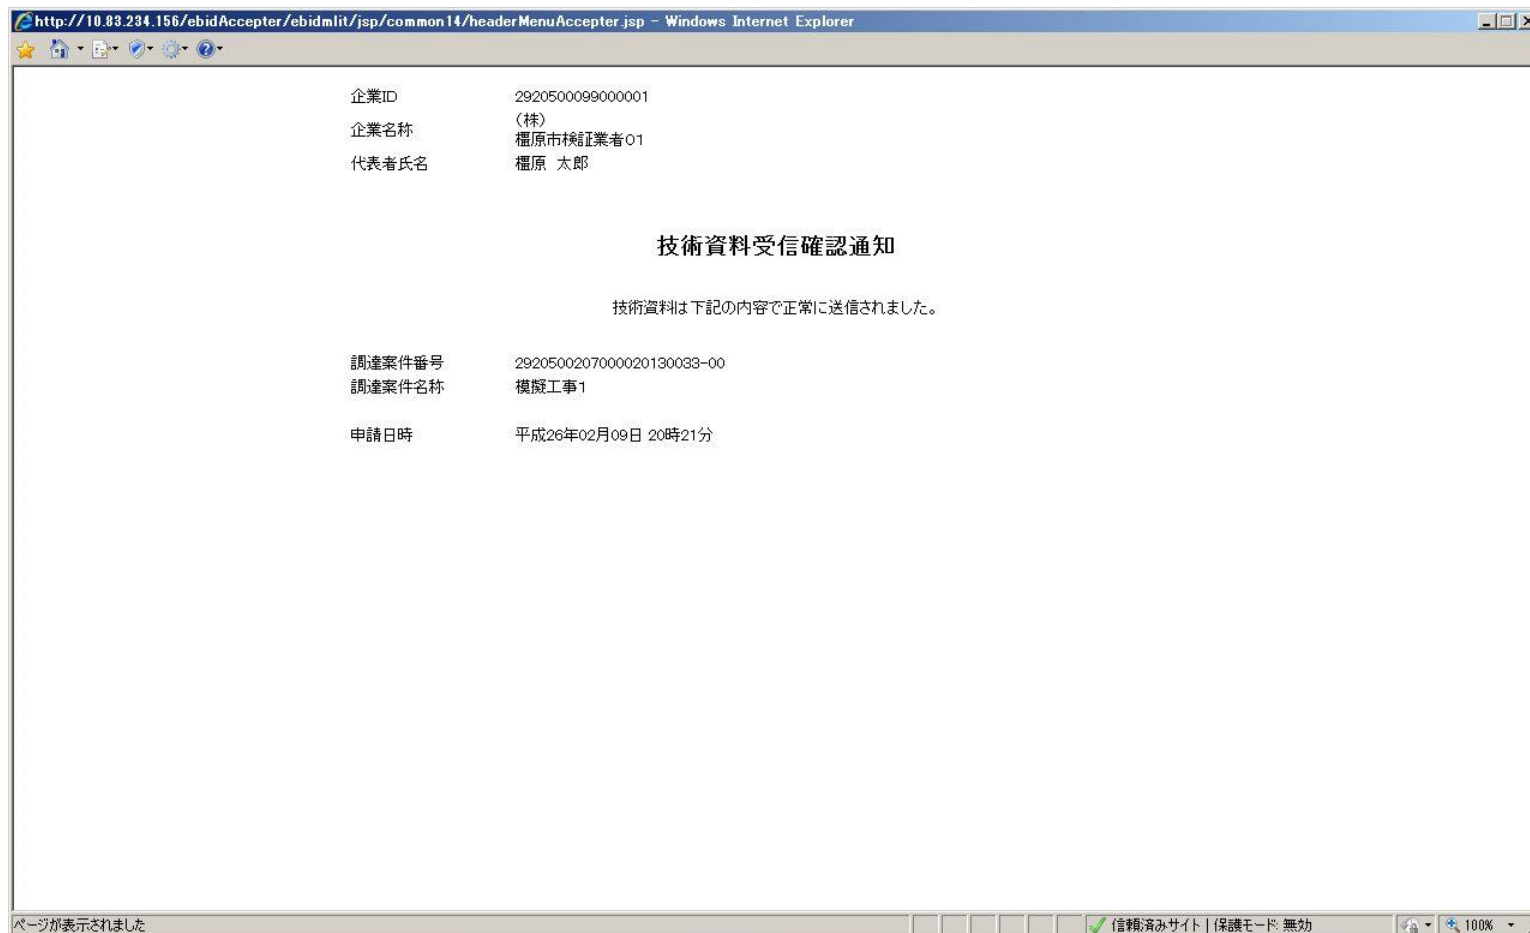 http://10.83.234.156/ebidAccepter/ebidmlit/jsp/common14/headerMenuAccepter.jsp - Windows Internet Explorer
企業ID 2920500099000001
企業名称 (株)
橿原市検証業者01
代表者氏名 橿原 太郎
技術資料受信確認通知
技術資料は下記の内容で正常に送信されました。
調達案件番号 2920500207000020130033-00
調達案件名称 模擬工事1
申請日時 平成26年02月09日 20時21分
ページが表示されました 信頼済みサイト | 保護モード: 無効 100%